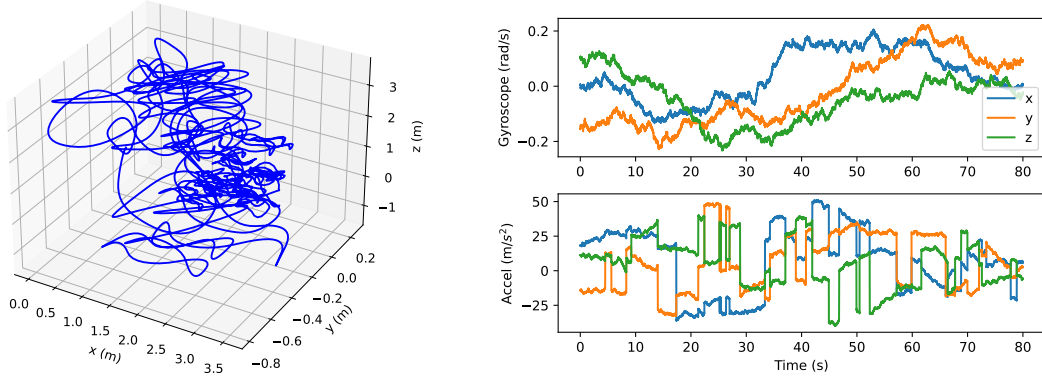 3
2
1
0
−1
z (m)
0.2
0.0
−0.2
−0.4
−0.6
−0.8
y (m)
0.0
0.5
1.0
1.5
2.0
2.5
3.0
3.5
x (m)
Gyroscope (rad/s)
0.2
0.0
−0.2
x
y
z
0 10 20 30 40 50 60 70 80
Accel (m/s²)
50
25
0
−25
0 10 20 30 40 50 60 70 80
Time (s)